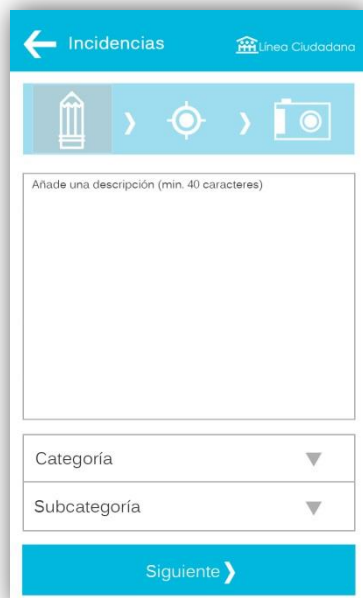 Incidencias
Línea Ciudadana
Añade una descripción (min. 40 caracteres)
Categoría
Subcategoría
Siguiente